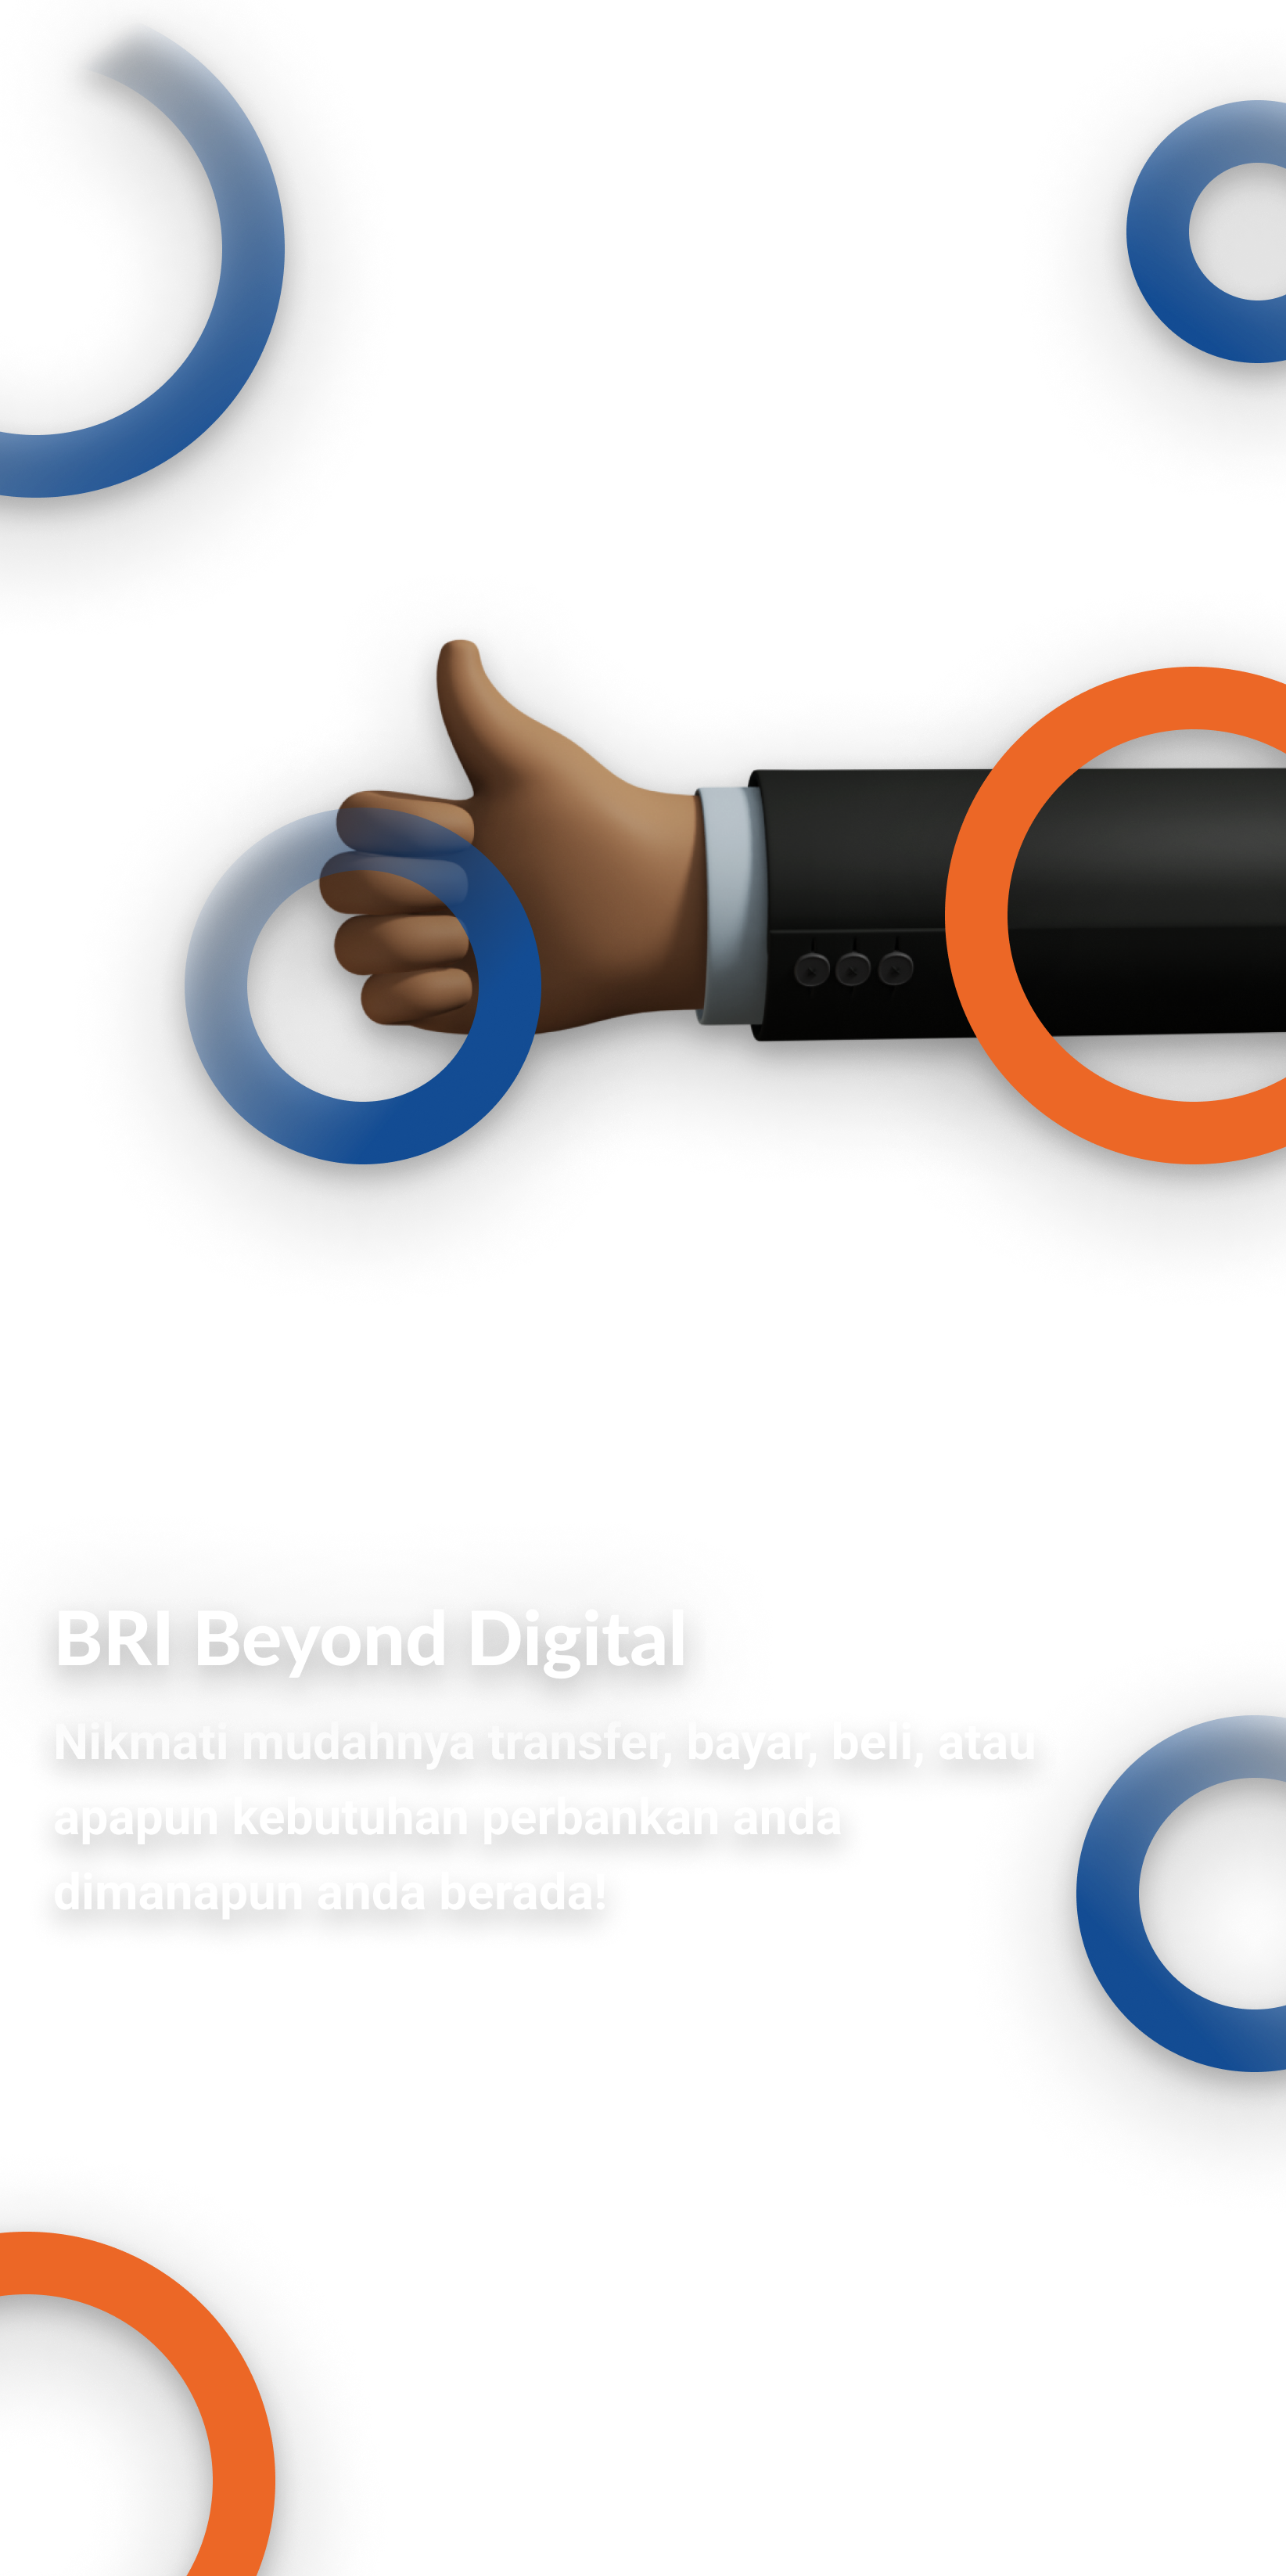 BRI Beyond Digital
Nikmati mudahnya transfer, bayar, beli, atau
apapun kebutuhan perbankan anda
dimanapun anda berada!